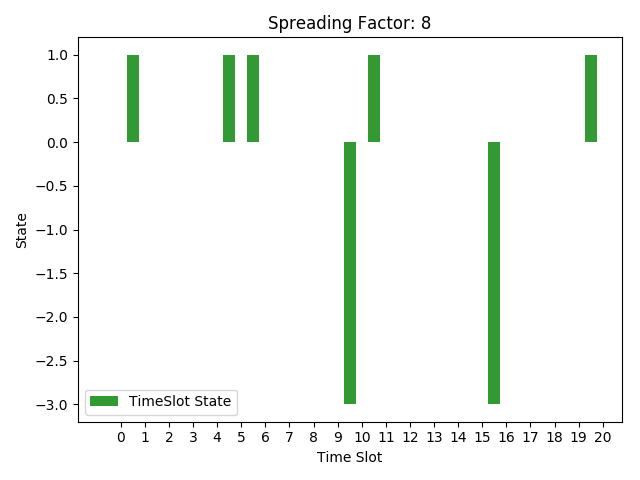 Spreading Factor: 8
1.0
0.5
0.0
−0.5
−1.0
−1.5
−2.0
−2.5
−3.0
State
TimeSlot State
0 1 2 3 4 5 6 7 8 9 10 11 12 13 14 15 16 17 18 19 20
Time Slot